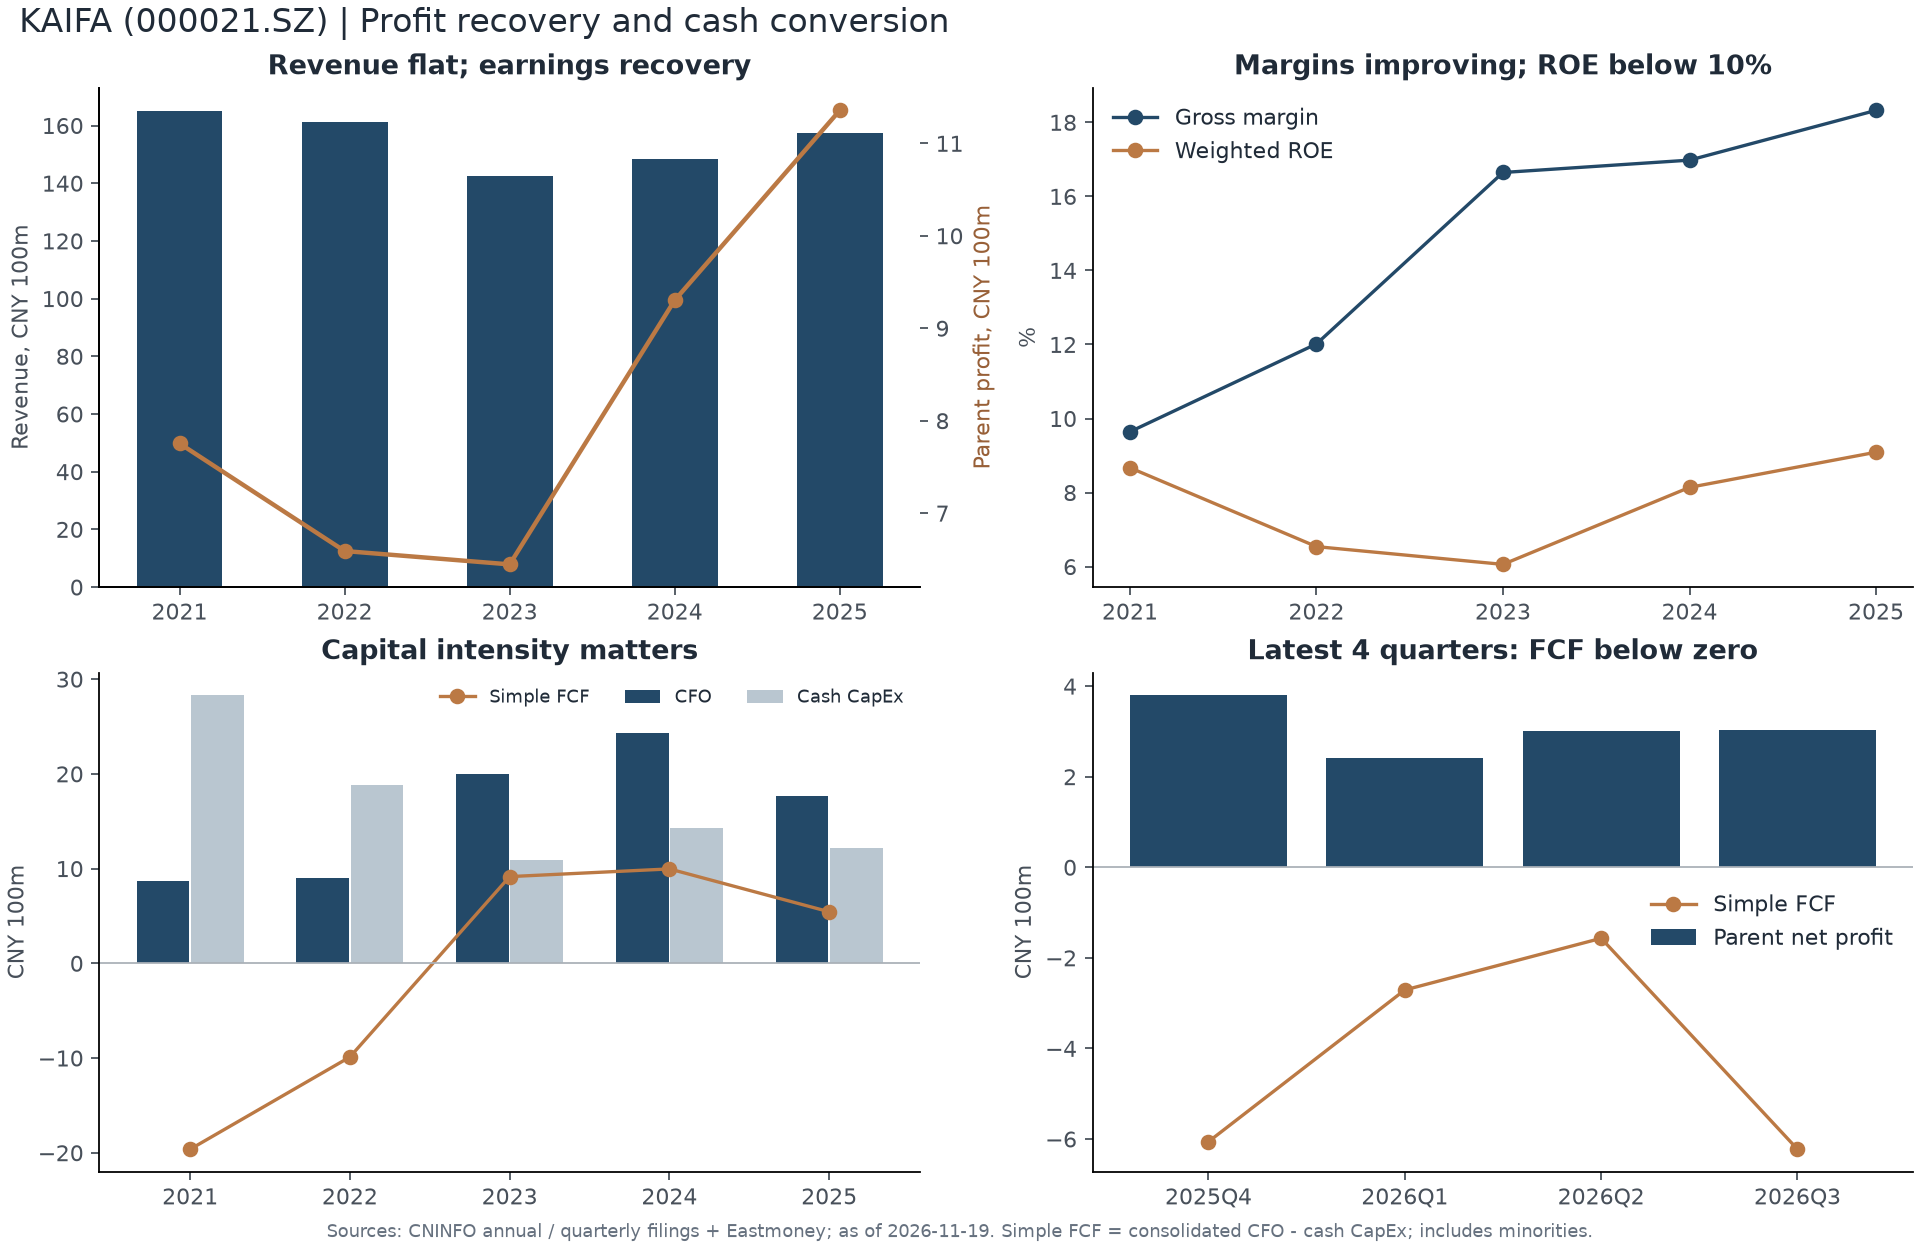 KAIFA (000021.SZ) | Profit recovery and cash conversion
Revenue flat; earnings recovery
Revenue, CNY 100m
160
140
120
100
80
60
40
20
0
11
10
9
8
7
Parent profit, CNY 100m
2021
2022
2023
2024
2025
Margins improving; ROE below 10%
Gross margin
Weighted ROE
%
18
16
14
12
10
8
6
2021
2022
2023
2024
2025
Capital intensity matters
Simple FCF
CFO
Cash CapEx
CNY 100m
30
20
10
0
−10
−20
2021
2022
2023
2024
2025
Latest 4 quarters: FCF below zero
CNY 100m
4
2
0
−2
−4
−6
Simple FCF
Parent net profit
2025Q4
2026Q1
2026Q2
2026Q3
Sources: CNINFO annual / quarterly filings + Eastmoney; as of 2026-11-19. Simple FCF = consolidated CFO - cash CapEx; includes minorities.